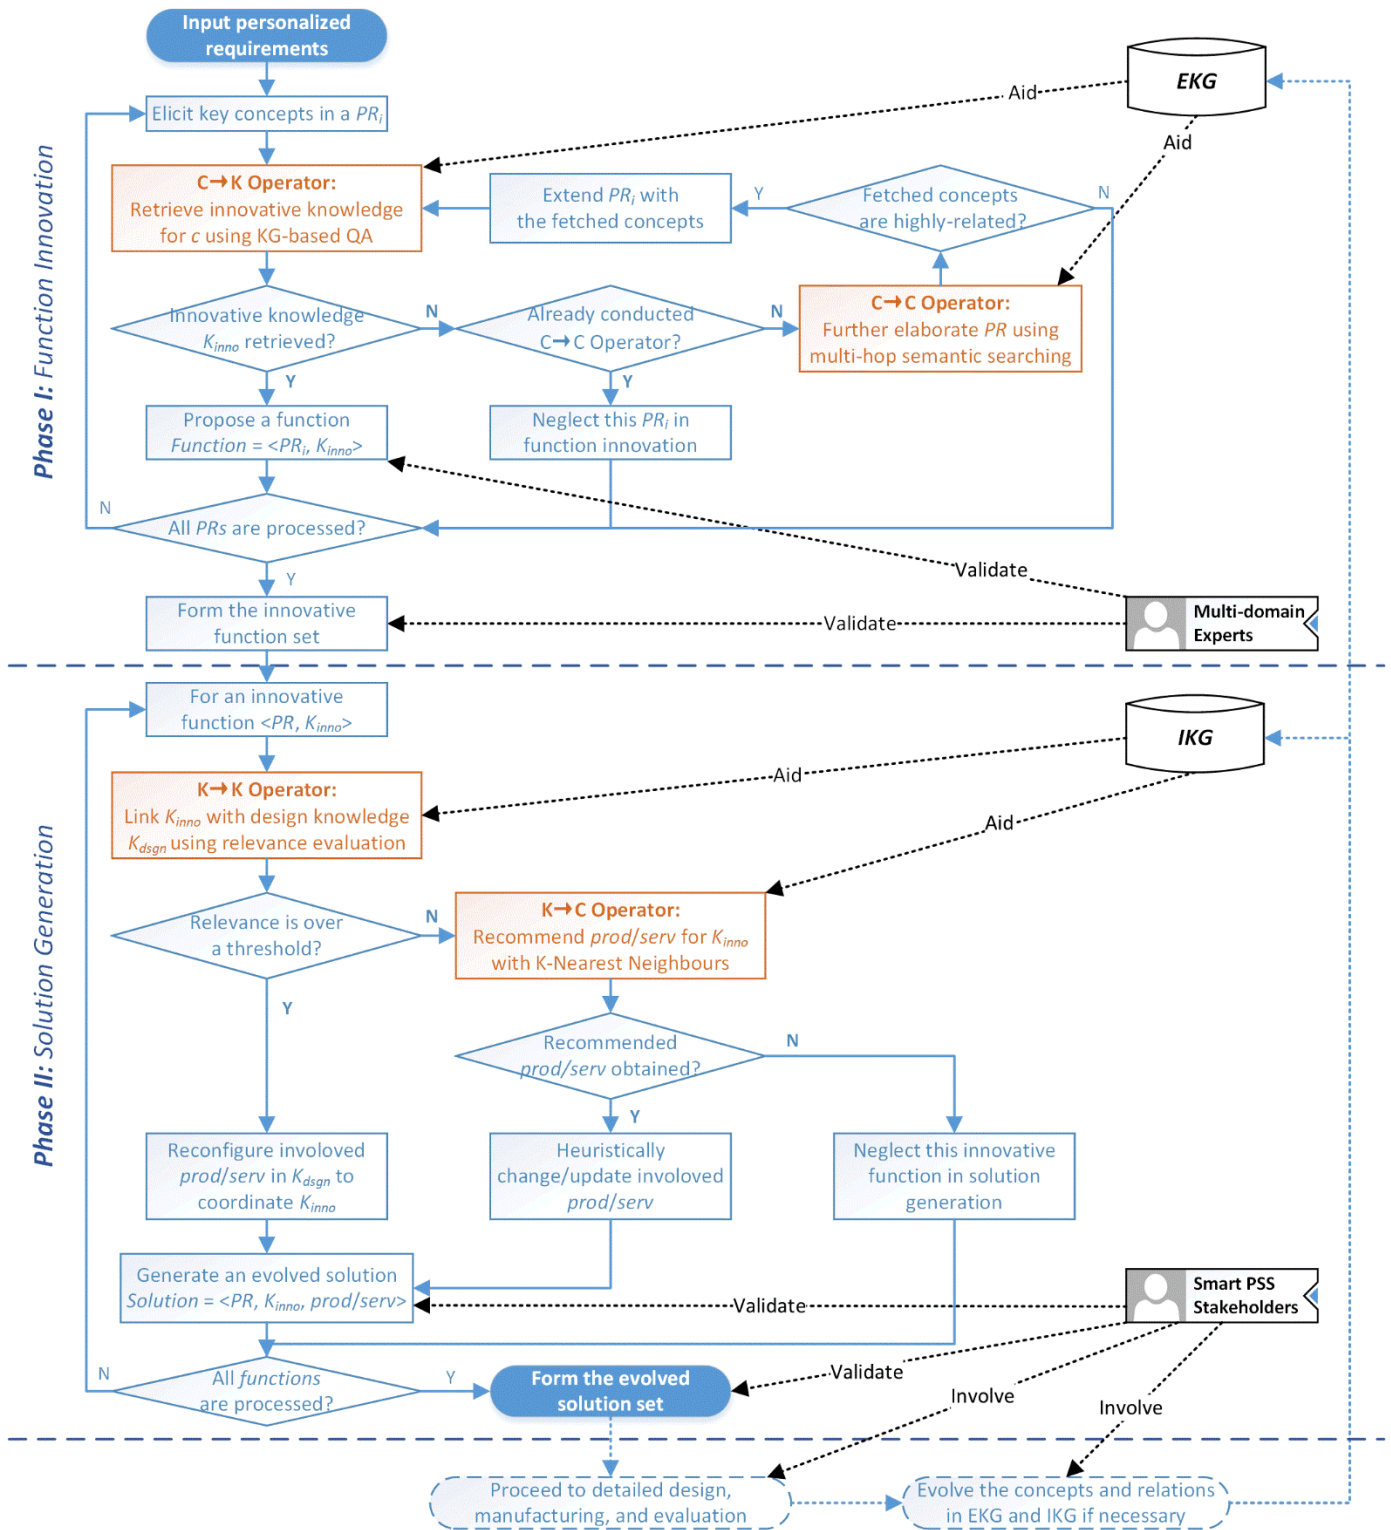 Input personalized
requirements
EKG
Aid
Elicit key concepts in a PRi
Aid
C→K Operator:
Retrieve innovative knowledge
for c using KG-based QA
Extend PRi with
the fetched concepts
Y
Fetched concepts
are highly-related?
N
Phase I: Function Innovation
Innovative knowledge
Kinno retrieved?
N
Already conducted
C→C Operator?
N
C→C Operator:
Further elaborate PR using
multi-hop semantic searching
Y
Y
Propose a function
Function = <PRi, Kinno>
Neglect this PRi in
function innovation
N
All PRs are processed?
Validate
Y
Form the innovative
function set
Validate
Multi-domain
Experts
For an innovative
function <PR, Kinno>
IKG
Aid
K→K Operator:
Link Kinno with design knowledge
Kdsgn using relevance evaluation
Aid
Phase II: Solution Generation
Relevance is over
a threshold?
N
K→C Operator:
Recommend prod/serv for Kinno
with K-Nearest Neighbours
Y
Recommended
prod/serv obtained?
N
Y
Reconfigure involoved
prod/serv in Kdsgn to
coordinate Kinno
Heuristically
change/update involoved
prod/serv
Neglect this innovative
function in solution
generation
Generate an evolved solution
Solution = <PR, Kinno, prod/serv>
Validate
Smart PSS
Stakeholders
N
All functions
are processed?
Y
Form the evolved
solution set
Validate
Involve
Involve
Proceed to detailed design,
manufacturing, and evaluation
Evolve the concepts and relations
in EKG and IKG if necessary